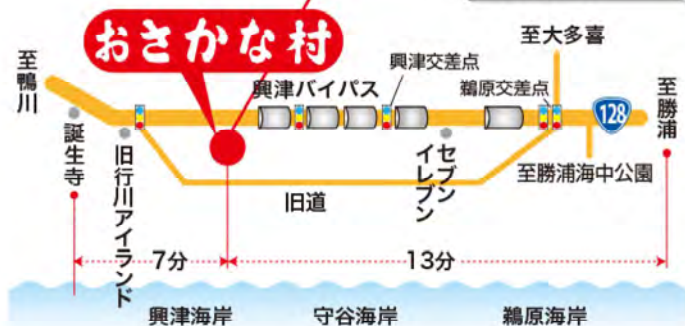 おさかな村
至鴨川
誕生寺
旧行川アイランド
興津バイパス
興津交差点
鵜原交差点
至大多喜
128
至勝浦
至勝浦海中公園
セブン
イレブン
旧道
7分
13分
興津海岸
守谷海岸
鵜原海岸